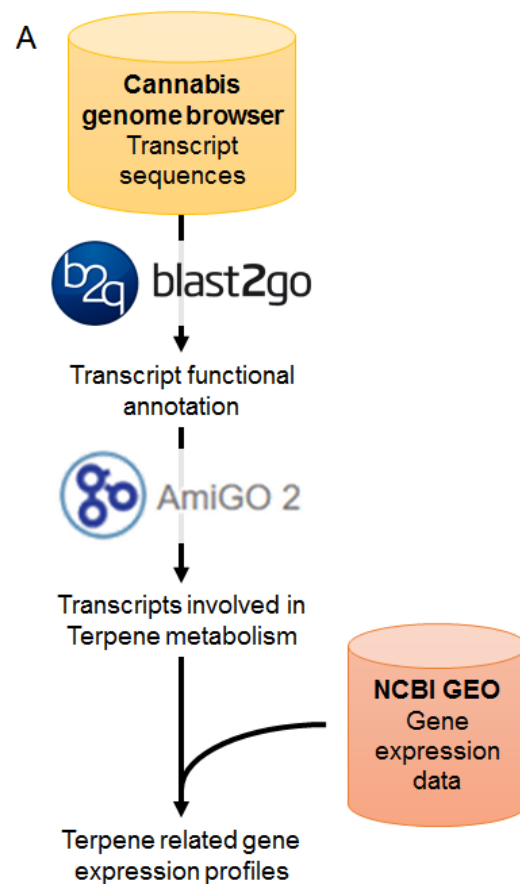 A
Cannabis
genome browser
Transcript
sequences
b2g blast2go
Transcript functional
annotation
AmiGO 2
Transcripts involved in
Terpene metabolism
NCBI GEO
Gene
expression
data
Terpene related gene
expression profiles